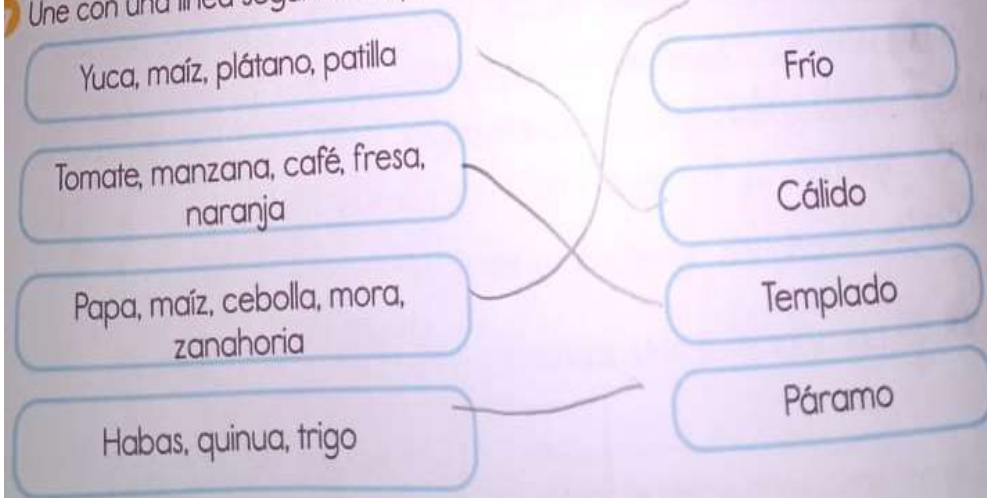 Une con una línea
Yuca, maíz, plátano, patilla
Frío
Tomate, manzana, café, fresa,
naranja
Cálido
Papa, maíz, cebolla, mora,
zanahoria
Templado
Habas, quinua, trigo
Páramo